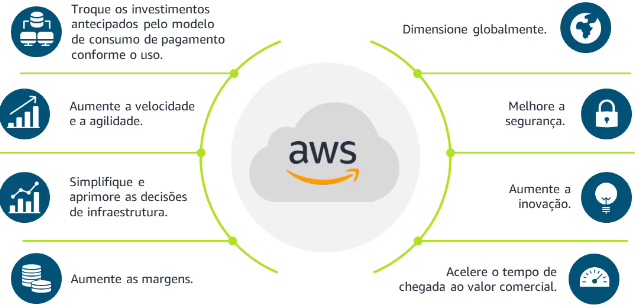 Troque os investimentos
antecipados pelo modelo
de consumo de pagamento
conforme o uso.
Aumente a velocidade
e a agilidade.
Simplifique e
aprimore as decisões
de infraestrutura.
Aumente as margens.
aws
Dimensione globalmente.
Melhore a
segurança.
Aumente a
inovação.
Acelere o tempo de
chegada ao valor comercial.